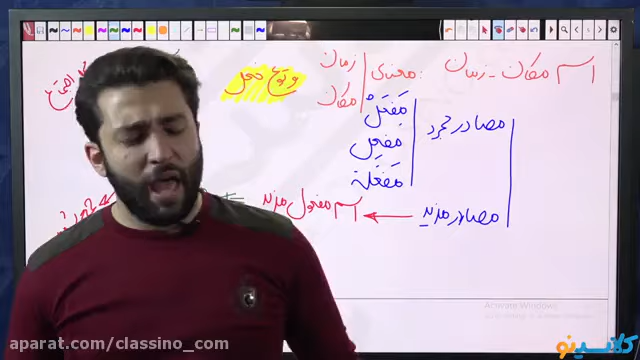 اسم مکان - زمان : معنی زمان وقوع فعل
مکان
مصادر مجرد مَفعَل
مَفعِل
مَفعَلة
مصادر مزید ← اسم مفعول مزید
Activate Windows
aparat.com/classino_com
کلاسینو